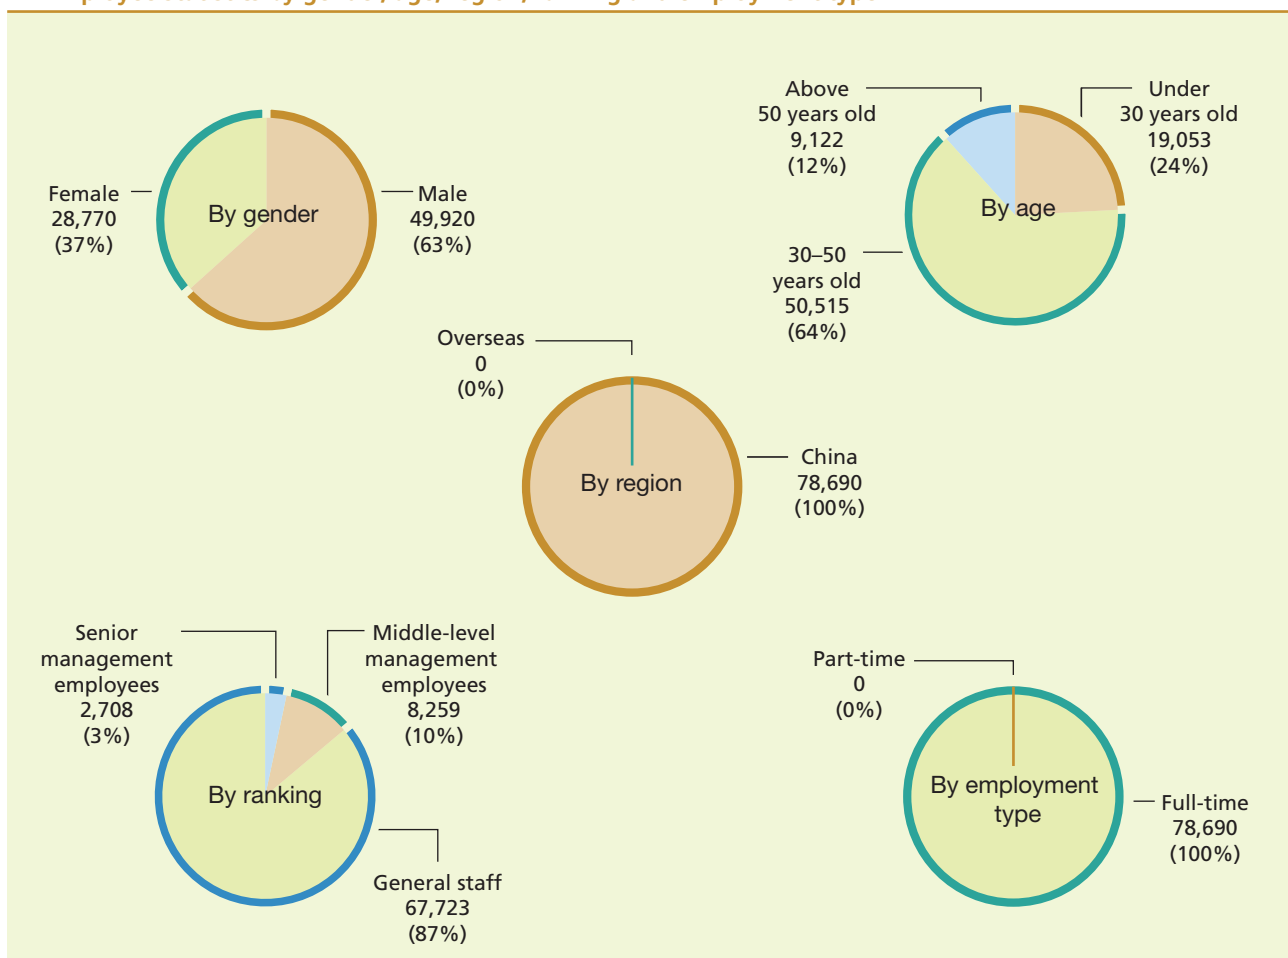 Female
28,770
(37%)
By gender
Male
49,920
(63%)
Above
50 years old
9,122
(12%)
Under
30 years old
19,053
(24%)
By age
30–50
years old
50,515
(64%)
Overseas
0
(0%)
By region
China
78,690
(100%)
Senior
management
employees
2,708
(3%)
Middle-level
management
employees
8,259
(10%)
By ranking
General staff
67,723
(87%)
Part-time
0
(0%)
By employment
type
Full-time
78,690
(100%)